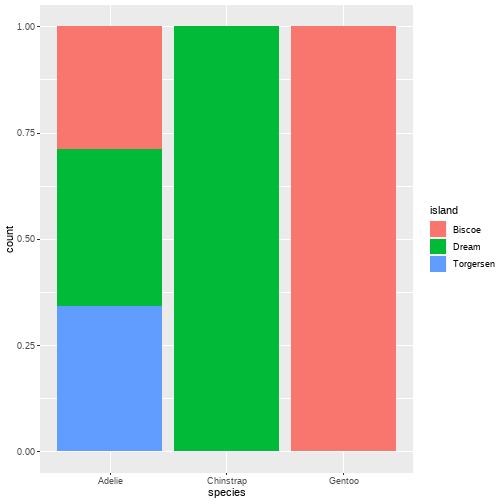 1.00
0.75
0.50
0.25
0.00
count
Adelie
Chinstrap
Gentoo
species
island
Biscoe
Dream
Torgersen